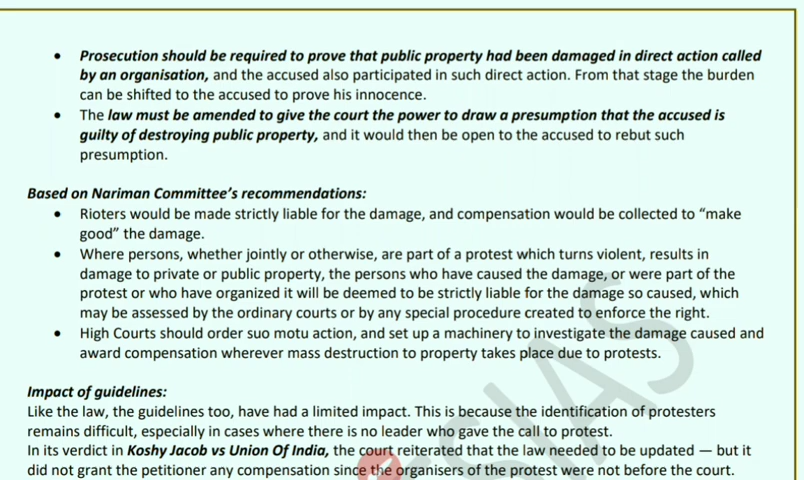 • Prosecution should be required to prove that public property had been damaged in direct action called
by an organisation, and the accused also participated in such direct action. From that stage the burden
can be shifted to the accused to prove his innocence.
• The law must be amended to give the court the power to draw a presumption that the accused is
guilty of destroying public property, and it would then be open to the accused to rebut such
presumption.
Based on Nariman Committee's recommendations:
• Rioters would be made strictly liable for the damage, and compensation would be collected to “make
good” the damage.
• Where persons, whether jointly or otherwise, are part of a protest which turns violent, results in
damage to private or public property, the persons who have caused the damage, or were part of the
protest or who have organized it will be deemed to be strictly liable for the damage so caused, which
may be assessed by the ordinary courts or by any special procedure created to enforce the right.
• High Courts should order suo motu action, and set up a machinery to investigate the damage caused and
award compensation wherever mass destruction to property takes place due to protests.
Impact of guidelines:
Like the law, the guidelines too, have had a limited impact. This is because the identification of protesters
remains difficult, especially in cases where there is no leader who gave the call to protest.
In its verdict in Koshy Jacob vs Union Of India, the court reiterated that the law needed to be updated — but it
did not grant the petitioner any compensation since the organisers of the protest were not before the court.
SIAS